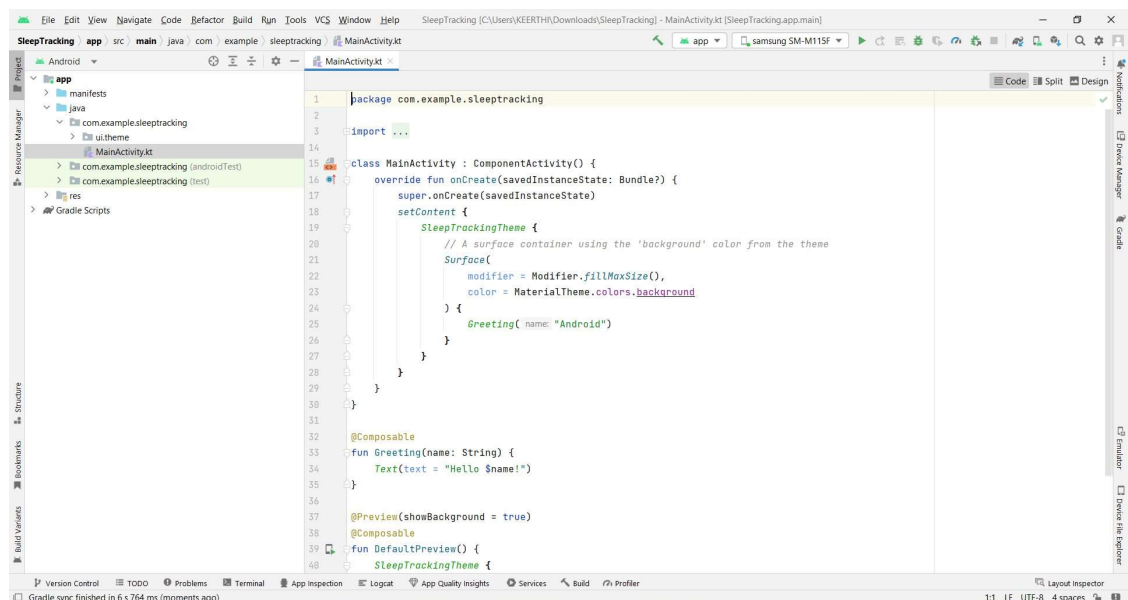 File Edit View Navigate Code Refactor Build Run Tools VCS Window Help SleepTracking [C:\Users\KEERTHI\Downloads\SleepTracking] - MainActivity.kt [SleepTracking.app.main]
SleepTracking app src main java com example sleeptracking MainActivity.kt app samsung SM-M115F
Android MainActivity.kt
Code Split Design
Project
Resource Manager
Structure
Bookmarks
Build Variants
app
manifests
java
com.example.sleeptracking
ui.theme
MainActivity.kt
com.example.sleeptracking (androidTest)
com.example.sleeptracking (test)
res
Gradle Scripts
1 package com.example.sleeptracking
2
3 import ...
14
15 class MainActivity : ComponentActivity() {
16 override fun onCreate(savedInstanceState: Bundle?) {
17 super.onCreate(savedInstanceState)
18 setContent {
19 SleepTrackingTheme {
20 // A surface container using the 'background' color from the theme
21 Surface(
22 modifier = Modifier.fillMaxSize(),
23 color = MaterialTheme.colors.background
24 ) {
25 Greeting( name: "Android")
26 }
27 }
28 }
29 }
30 }
31
32 @Composable
33 fun Greeting(name: String) {
34 Text(text = "Hello $name!")
35 }
36
37 @Preview(showBackground = true)
38 @Composable
39 fun DefaultPreview() {
40 SleepTrackingTheme {
Notifications
Device Manager
Gradle
Emulator
Device File Explorer
Version Control TODO Problems Terminal App Inspection Logcat App Quality Insights Services Build Profiler Layout Inspector
Gradle sync finished in 6 s 764 ms (moments ago) 1:1 LF UTF-8 4 spaces